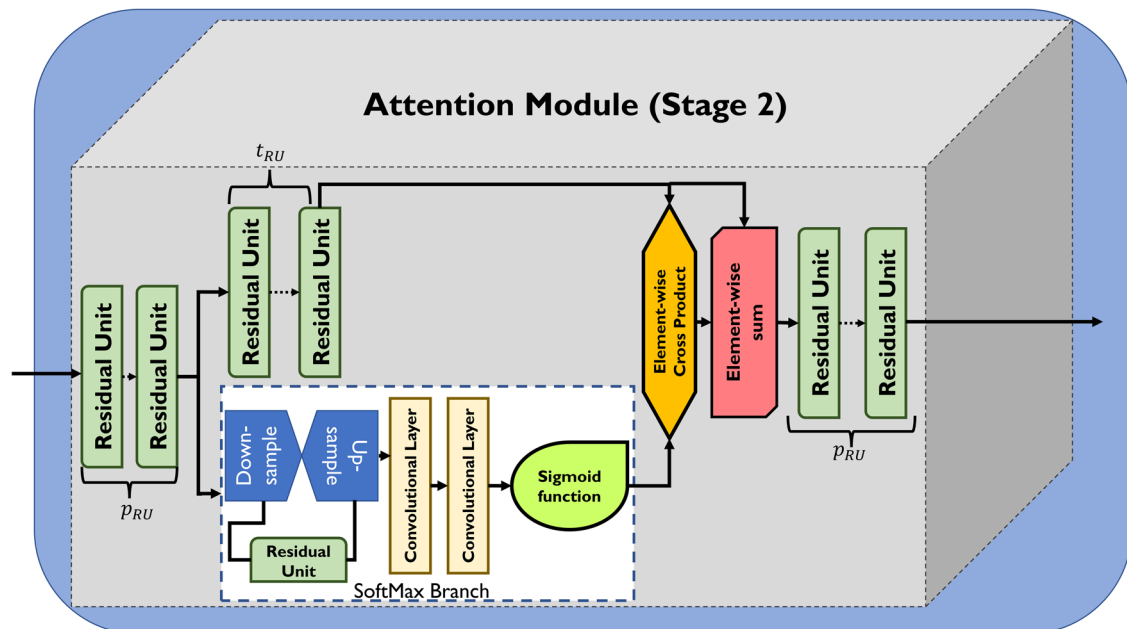 Attention Module (Stage 2)
t_RU
Residual Unit
Residual Unit
Residual Unit
Residual Unit
p_RU
Down-
sample
Up-
sample
Residual
Unit
Convolutional Layer
Convolutional Layer
Sigmoid
function
SoftMax Branch
Element-wise
Cross Product
Element-wise
sum
Residual Unit
Residual Unit
p_RU